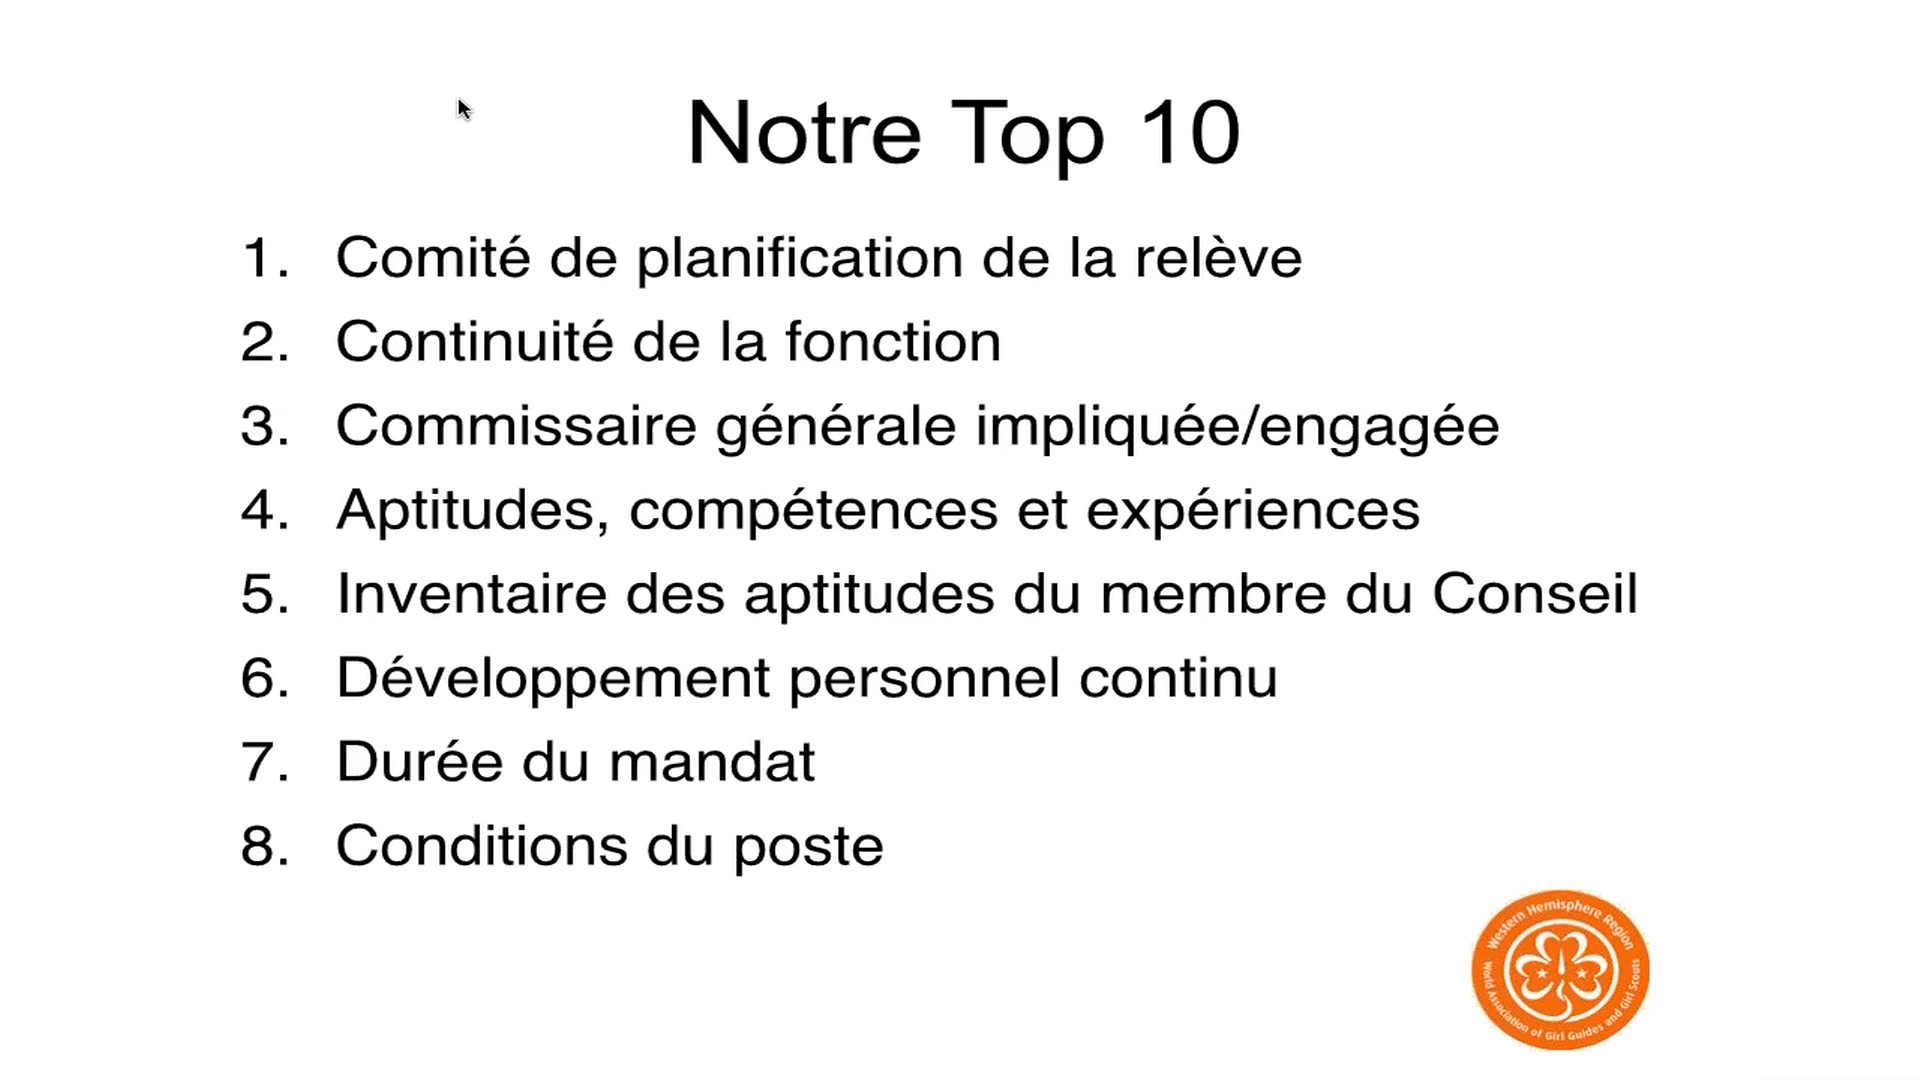 Notre Top 10
1. Comité de planification de la relève
2. Continuité de la fonction
3. Commissaire générale impliquée/engagée
4. Aptitudes, compétences et expériences
5. Inventaire des aptitudes du membre du Conseil
6. Développement personnel continu
7. Durée du mandat
8. Conditions du poste
Western Hemisphere Region
World Association of Girl Guides and Girl Scouts